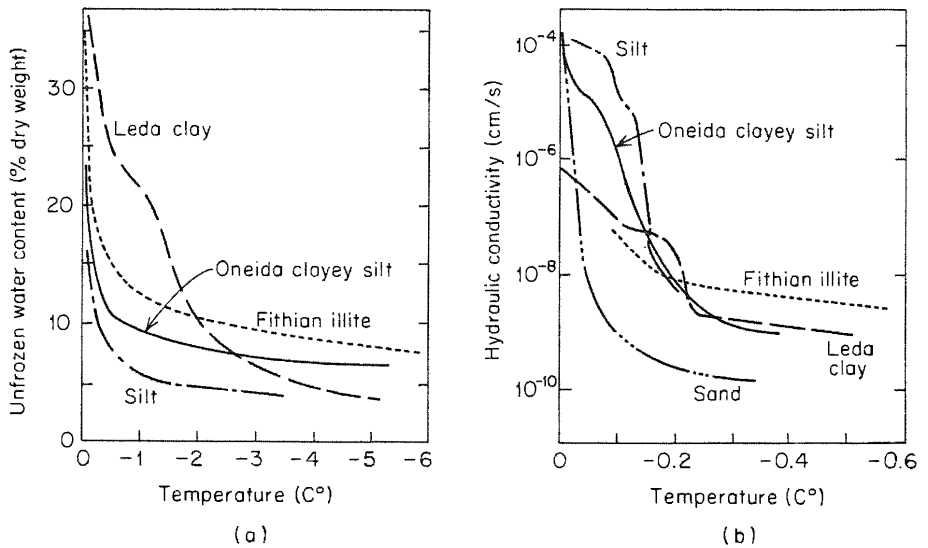 Unfrozen water content (% dry weight)
30
20
10
0
Leda clay
Oneida clayey silt
Fithian illite
Silt
0 -1 -2 -3 -4 -5 -6
Temperature (C°)
(a)
Hydraulic conductivity (cm/s)
10⁻⁴
10⁻⁶
10⁻⁸
10⁻¹⁰
Silt
Oneida clayey silt
Fithian illite
Leda
clay
Sand
0 -0.2 -0.4 -0.6
Temperature (C°)
(b)